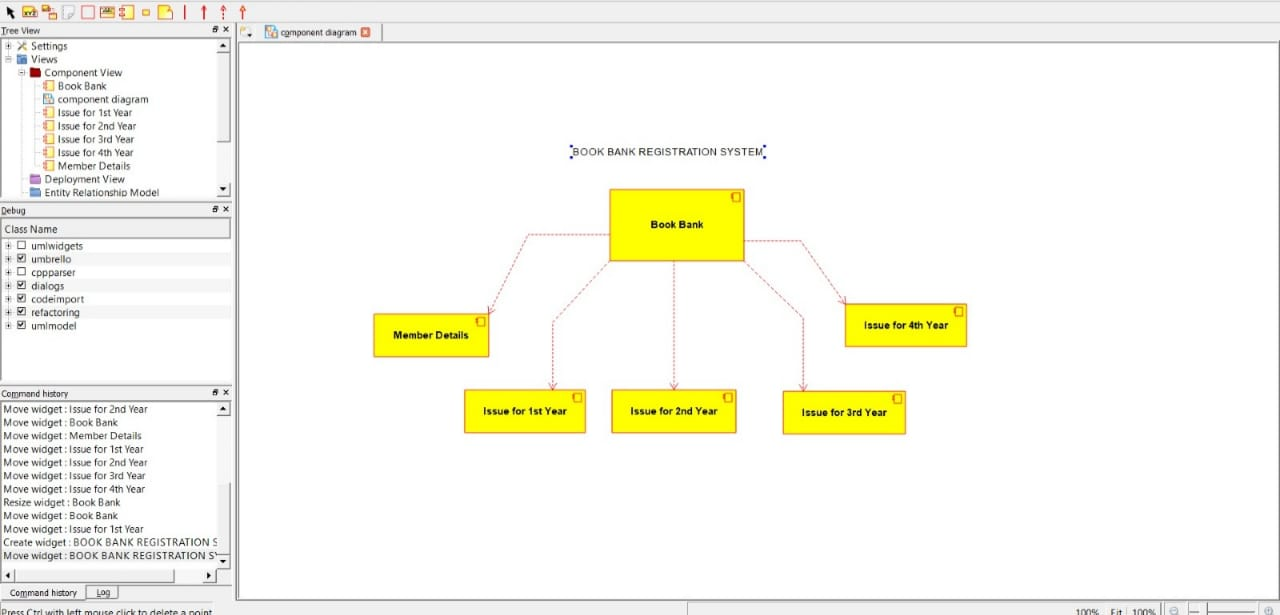 component diagram
Tree View
Settings
Views
Component View
Book Bank
component diagram
Issue for 1st Year
Issue for 2nd Year
Issue for 3rd Year
Issue for 4th Year
Member Details
Deployment View
Entity Relationship Model
Debug
Class Name
umlwidgets
umbrello
cppparser
dialogs
codeimport
refactoring
umlmodel
Command history
Move widget : Issue for 2nd Year
Move widget : Book Bank
Move widget : Member Details
Move widget : Issue for 1st Year
Move widget : Issue for 2nd Year
Move widget : Issue for 3rd Year
Move widget : Issue for 4th Year
Resize widget : Book Bank
Move widget : Book Bank
Move widget : Issue for 1st Year
Create widget : BOOK BANK REGISTRATION S
Move widget : BOOK BANK REGISTRATION S
Command history
Log
Press Ctrl with left mouse click to delete a point
BOOK BANK REGISTRATION SYSTEM
Book Bank
Member Details
Issue for 4th Year
Issue for 1st Year
Issue for 2nd Year
Issue for 3rd Year
100% Fit 100%